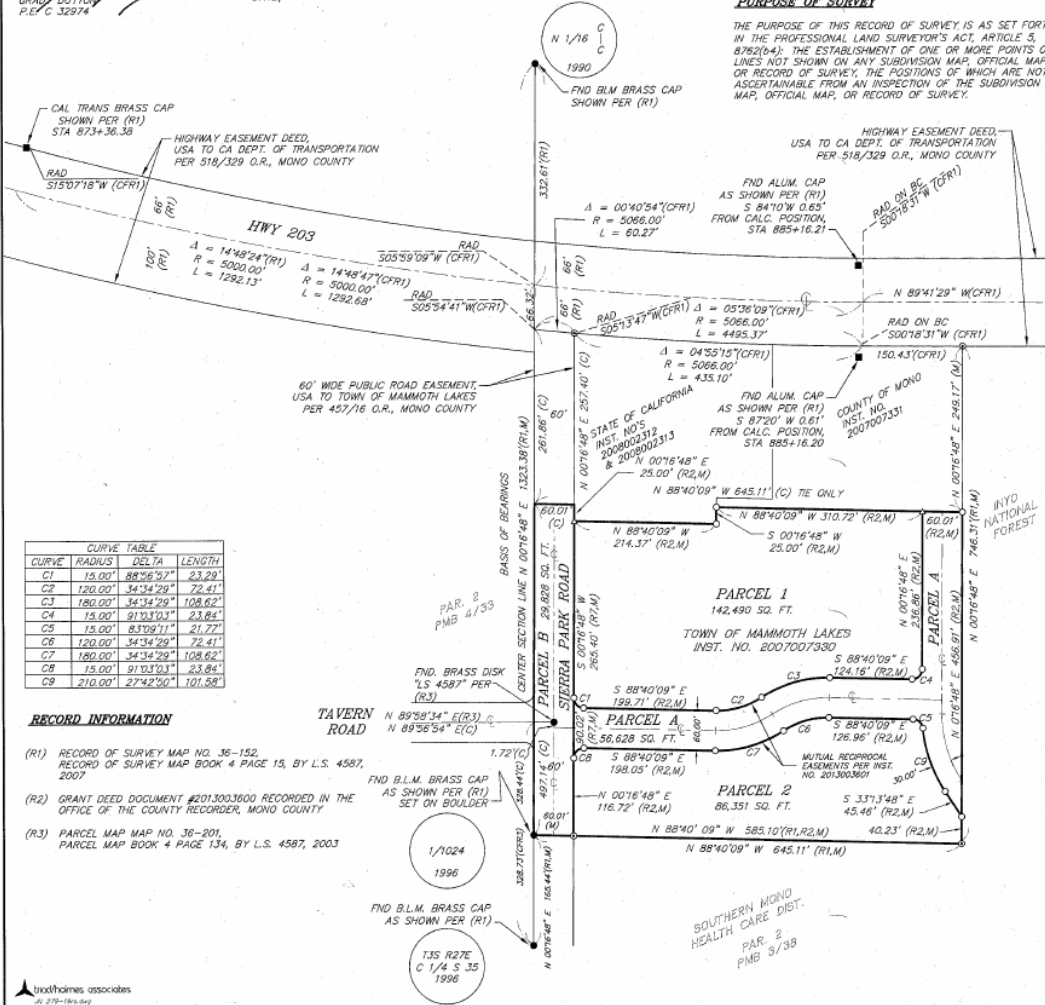 GRADY DUTTON
P.E. C 32974
PURPOSE OF SURVEY
THE PURPOSE OF THIS RECORD OF SURVEY IS AS SET FORT
IN THE PROFESSIONAL LAND SURVEYOR'S ACT, ARTICLE 5,
8762(b4): THE ESTABLISHMENT OF ONE OR MORE POINTS O
LINES NOT SHOWN ON ANY SUBDIVISION MAP, OFFICIAL MAP
OR RECORD OF SURVEY, THE POSITIONS OF WHICH ARE NOT
ASCERTAINABLE FROM AN INSPECTION OF THE SUBDIVISION
MAP, OFFICIAL MAP, OR RECORD OF SURVEY.
N 1/16
C
C
1990
FND BLM BRASS CAP
SHOWN PER (R1)
CAL TRANS BRASS CAP
SHOWN PER (R1)
STA 873+36.38
HIGHWAY EASEMENT DEED,
USA TO CA DEPT. OF TRANSPORTATION
PER 518/329 O.R., MONO COUNTY
HIGHWAY EASEMENT DEED,
USA TO CA DEPT. OF TRANSPORTATION
PER 518/329 O.R., MONO COUNTY
RAD
S15°07'18"W (CFR1)
66'
(R1)
100'
(R1)
HWY 203
Δ = 14°48'24"(R1)
R = 5000.00'
L = 1292.13'
Δ = 14°48'47"(CFR1)
R = 5000.00'
L = 1292.68'
332.61'(R1)
Δ = 00°40'54"(CFR1)
R = 5066.00'
L = 60.27'
FND ALUM. CAP
AS SHOWN PER (R1)
S 84°10'W 0.65'
FROM CALC. POSITION,
STA 885+16.21
RAD ON BC
S00°18'31"W (CFR1)
RAD
S05°59'09"W (CFR1)
RAD
S05°54'41"W(CFR1)
66.32'
66'
(R1)
66'
(R1)
RAD
S05°13'47"W(CFR1)
Δ = 05°36'09"(CFR1)
R = 5066.00'
L = 4495.37'
N 89°41'29" W(CFR1)
RAD ON BC
S00°18'31"W (CFR1)
150.43'(CFR1)
Δ = 04°55'15"(CFR1)
R = 5066.00'
L = 435.10'
60' WIDE PUBLIC ROAD EASEMENT,
USA TO TOWN OF MAMMOTH LAKES
PER 457/16 O.R., MONO COUNTY
FND ALUM. CAP
AS SHOWN PER (R1)
S 87°20' W 0.61'
FROM CALC. POSITION,
STA 885+16.20
COUNTY OF MONO
INST. NO.
2007007331
STATE OF CALIFORNIA
INST. NO'S
2008002312
& 2008002313
261.86' (C)
60'
N 00°16'48" E 257.40' (C)
N 00°16'48" E 249.17' (M)
N 00°16'48" E
25.00' (R2,M)
N 88°40'09" W 645.11' (C) TIE ONLY
BASIS OF BEARINGS
CENTER SECTION LINE N 00°16'48" E 1323.38'(R1,M)
60.01'
(C)
N 88°40'09" W
214.37' (R2,M)
N 88°40'09" W 310.72' (R2,M)
S 00°16'48" W
25.00' (R2,M)
60.01'
(R2,M)
INYO
NATIONAL
FOREST
CURVE TABLE
CURVE RADIUS DELTA LENGTH
C1 15.00' 88°56'57" 23.29'
C2 120.00' 34°34'29" 72.41'
C3 180.00' 34°34'29" 108.62'
C4 15.00' 91°03'03" 23.84'
C5 15.00' 83°09'11" 21.77'
C6 120.00' 34°34'29" 72.41'
C7 180.00' 34°34'29" 108.62'
C8 15.00' 91°03'03" 23.84'
C9 210.00' 27°42'50" 101.58'
PAR. 2
PMB 4/33
PARCEL B 29,828 SQ. FT.
SIERRA PARK ROAD
S 00°16'48" W
265.40' (R7,M)
PARCEL 1
142,490 SQ. FT.
TOWN OF MAMMOTH LAKES
INST. NO. 2007007330
N 00°16'48" E
236.86' (R2,M)
PARCEL A
N 00°16'48" E 456.91' (R2,M)
N 00°16'48" E 746.31'(R1,M)
FND. BRASS DISK
"LS 4587" PER
(R3)
S 88°40'09" E
124.16' (R2,M)
C4
C3
C2
C1
S 88°40'09" E
199.71' (R2,M)
RECORD INFORMATION
TAVERN
ROAD
N 89°58'34" E(R3)
N 89°56'54" E(C)
90.02'
(R7,M)
PARCEL A
56,628 SQ. FT.
60.00'
C6
S 88°40'09" E
126.96' (R2,M)
C5
1.72'(C)
C8
S 88°40'09" E
198.05' (R2,M)
C7
MUTUAL RECIPROCAL
EASEMENTS PER INST.
NO. 2013003601
C9
30.00'
(R1) RECORD OF SURVEY MAP NO. 36-152,
RECORD OF SURVEY MAP BOOK 4 PAGE 15, BY L.S. 4587,
2007
FND B.L.M. BRASS CAP
AS SHOWN PER (R1)
SET ON BOULDER
328.44'(C)
497.14' (C)
60'
N 00°16'48" E
116.72' (R2,M)
PARCEL 2
86,351 SQ. FT.
S 33°13'48" E
45.46' (R2,M)
(R2) GRANT DEED DOCUMENT #2013003600 RECORDED IN THE
OFFICE OF THE COUNTY RECORDER, MONO COUNTY
60.01'
(M)
N 88°40' 09" W 585.10'(R1,R2,M)
40.23' (R2,M)
(R3) PARCEL MAP MAP NO. 36-201,
PARCEL MAP BOOK 4 PAGE 134, BY L.S. 4587, 2003
N 88°40'09" W 645.11' (R1,M)
1/1024
1996
328.73'(CFR3)
N 00°16'48" E 165.44'(R1,M)
FND B.L.M. BRASS CAP
AS SHOWN PER (R1)
T3S R27E
C 1/4 S 35
1996
SOUTHERN MONO
HEALTH CARE DIST.
PAR. 2
PMB 3/38
triad/holmes associates
JN 279-18rs.dwg